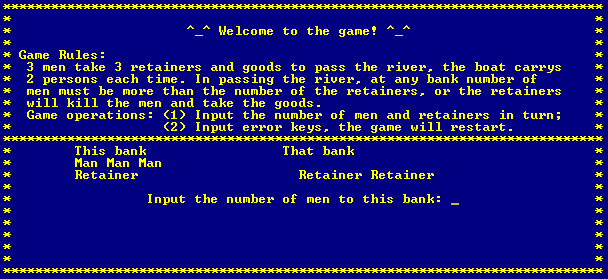 ********************************************************************************
^_^ Welcome to the game! ^_^
Game Rules:
3 men take 3 retainers and goods to pass the river, the boat carrys
2 persons each time. In passing the river, at any bank number of
men must be more than the number of the retainers, or the retainers
will kill the men and take the goods.
Game operations: (1) Input the number of men and retainers in turn;
(2) Input error keys, the game will restart.
********************************************************************************
This bank That bank
Man Man Man
Retainer Retainer Retainer
Input the number of men to this bank: _
********************************************************************************